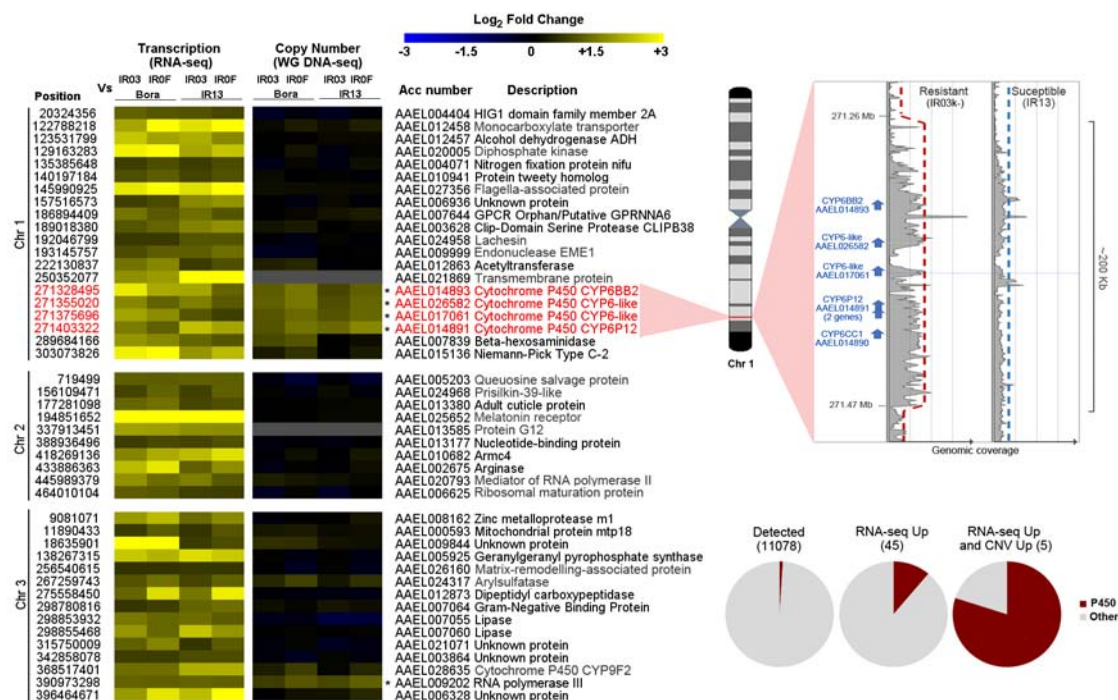 Log2 Fold Change
-3 -1.5 0 +1.5 +3
Transcription
(RNA-seq)
Copy Number
(WG DNA-seq)
Vs
IR03 IR0F IR03 IR0F
IR03 IR0F IR03 IR0F
Bora IR13
Bora IR13
Position
Acc number Description
Chr 1
20324356 AAEL004404 HIG1 domain family member 2A
122788218 AAEL012458 Monocarboxylate transporter
123531799 AAEL012457 Alcohol dehydrogenase ADH
129163283 AAEL020005 Diphosphate kinase
135385648 AAEL004071 Nitrogen fixation protein nifu
140197184 AAEL010941 Protein tweety homolog
145990925 AAEL027356 Flagella-associated protein
157516573 AAEL006936 Unknown protein
186894409 AAEL007644 GPCR Orphan/Putative GPRNNA6
189018380 AAEL003628 Clip-Domain Serine Protease CLIPB38
192046799 AAEL024958 Lachesin
193145757 AAEL009999 Endonuclease EME1
222130837 AAEL012863 Acetyltransferase
250352077 AAEL021869 Transmembrane protein
271328495 * AAEL014893 Cytochrome P450 CYP6BB2
271355020 * AAEL026582 Cytochrome P450 CYP6-like
271375696 * AAEL017061 Cytochrome P450 CYP6-like
271403322 * AAEL014891 Cytochrome P450 CYP6P12
289684166 AAEL007839 Beta-hexosaminidase
303073826 AAEL015136 Niemann-Pick Type C-2
Chr 2
719499 AAEL005203 Queuosine salvage protein
156109471 AAEL024968 Prisilkin-39-like
177281098 AAEL013380 Adult cuticle protein
194851652 AAEL025652 Melatonin receptor
337913451 AAEL013585 Protein G12
388936496 AAEL013177 Nucleotide-binding protein
418269136 AAEL010682 Armc4
433886363 AAEL002675 Arginase
445989379 AAEL020793 Mediator of RNA polymerase II
464010104 AAEL006625 Ribosomal maturation protein
Chr 3
9081071 AAEL008162 Zinc metalloprotease m1
11890433 AAEL000593 Mitochondrial protein mtp18
18635901 AAEL009844 Unknown protein
138267315 AAEL005925 Geranylgeranyl pyrophosphate synthase
256540615 AAEL026160 Matrix-remodelling-associated protein
267259743 AAEL024317 Arylsulfatase
275558450 AAEL012873 Dipeptidyl carboxypeptidase
298780816 AAEL007064 Gram-Negative Binding Protein
298853932 AAEL007055 Lipase
298855468 AAEL007060 Lipase
315750009 AAEL021071 Unknown protein
342858078 AAEL003864 Unknown protein
368517401 AAEL028635 Cytochrome P450 CYP9F2
390973298 * AAEL009202 RNA polymerase III
396464671 AAEL006328 Unknown protein
Chr 1
Resistant
(IR03k-)
Suceptible
(IR13)
271.26 Mb
CYP6BB2
AAEL014893
CYP6-like
AAEL026582
CYP6-like
AAEL017061
CYP6P12
AAEL014891
(2 genes)
CYP6CC1
AAEL014890
271.47 Mb
~200 Kb
Genomic coverage
Detected
(11078)
RNA-seq Up
(45)
RNA-seq Up
and CNV Up (5)
P450
Other